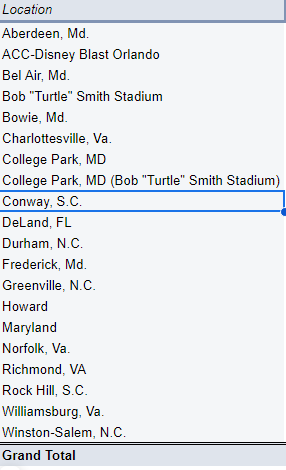 Location
Aberdeen, Md.
ACC-Disney Blast Orlando
Bel Air, Md.
Bob "Turtle" Smith Stadium
Bowie, Md.
Charlottesville, Va.
College Park, MD
College Park, MD (Bob "Turtle" Smith Stadium)
Conway, S.C.
DeLand, FL
Durham, N.C.
Frederick, Md.
Greenville, N.C.
Howard
Maryland
Norfolk, Va.
Richmond, VA
Rock Hill, S.C.
Williamsburg, Va.
Winston-Salem, N.C.
Grand Total